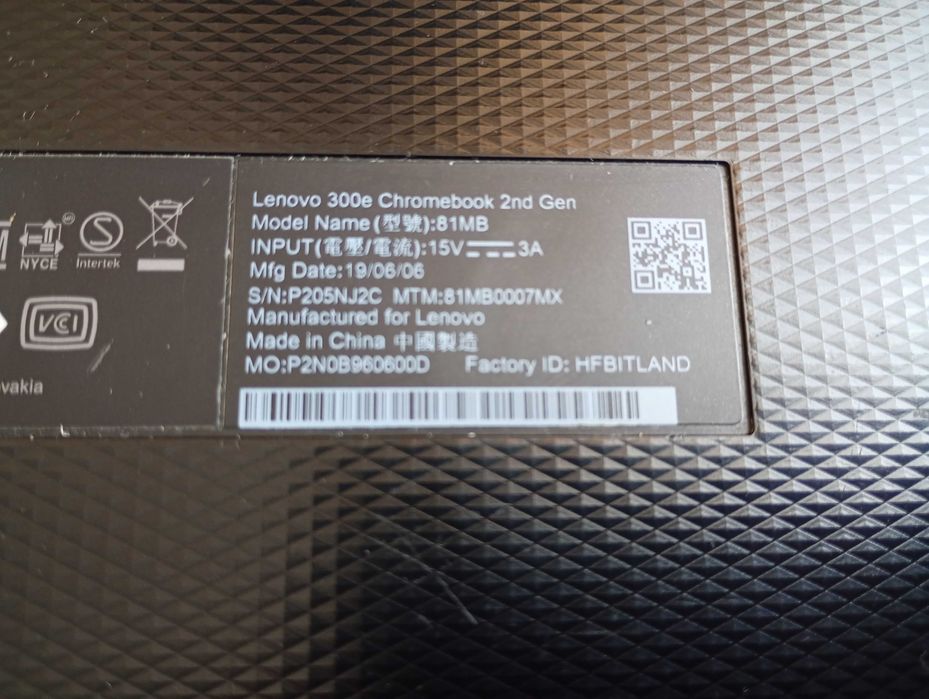 NYCE
Intertek
VCI
vakia
Lenovo 300e Chromebook 2nd Gen
Model Name(型號):81MB
INPUT(電壓/電流):15V 3A
Mfg Date:19/06/06
S/N:P205NJ2C MTM:81MB0007MX
Manufactured for Lenovo
Made in China 中國製造
MO:P2N0B960600D Factory ID: HFBITLAND